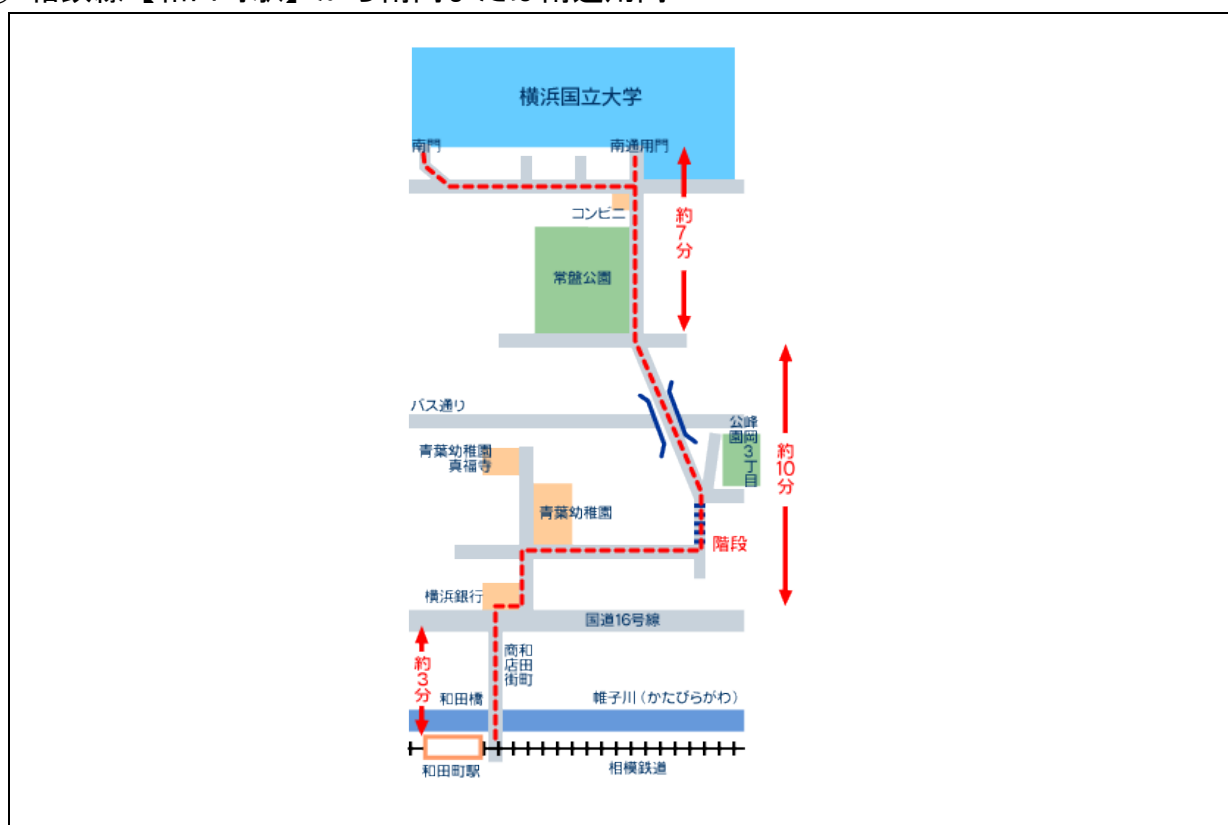 横浜国立大学
南門
南通用門
コンビニ
約7分
常盤公園
バス通り
峰岡3丁目
公園
青葉幼稚園
真福寺
約10分
青葉幼稚園
階段
横浜銀行
国道16号線
約3分
和田町
商店街
和田橋
帷子川(かたびらがわ)
和田町駅
相模鉄道